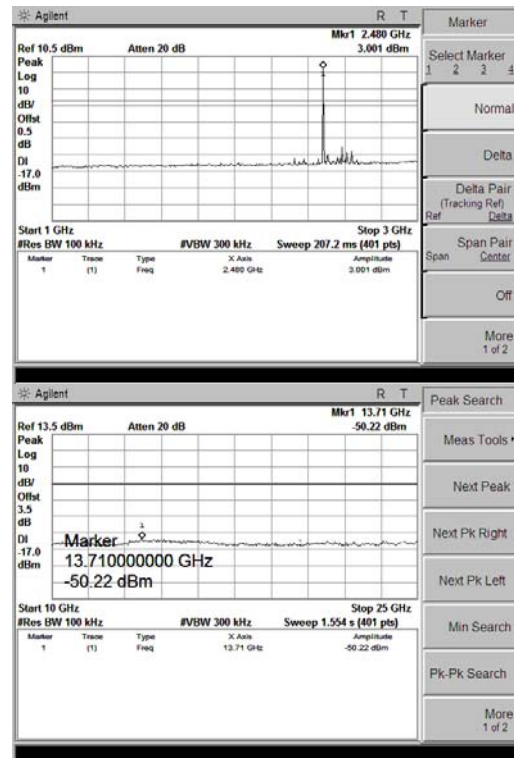 Agilent R T
Mkr1 2.480 GHz
Ref 10.5 dBm Atten 20 dB 3.001 dBm
Peak
Log
10
dB/
Offst
0.5
dB
DI
-17.0
dBm
1
Start 1 GHz Stop 3 GHz
#Res BW 100 kHz #VBW 300 kHz Sweep 207.2 ms (401 pts)
Marker Trace Type X Axis Amplitude
1 (1) Freq 2.480 GHz 3.001 dBm
Marker
Select Marker
1 2 3 4
Normal
Delta
Delta Pair
(Tracking Ref)
Ref Delta
Span Pair
Span Center
Off
More
1 of 2
Agilent R T
Mkr1 13.71 GHz
Ref 13.5 dBm Atten 20 dB -50.22 dBm
Peak
Log
10
dB/
Offst
3.5
dB
DI
-17.0
dBm
1
Marker
13.710000000 GHz
-50.22 dBm
Start 10 GHz Stop 25 GHz
#Res BW 100 kHz #VBW 300 kHz Sweep 1.554 s (401 pts)
Marker Trace Type X Axis Amplitude
1 (1) Freq 13.71 GHz -50.22 dBm
Peak Search
Meas Tools
Next Peak
Next Pk Right
Next Pk Left
Min Search
Pk-Pk Search
More
1 of 2